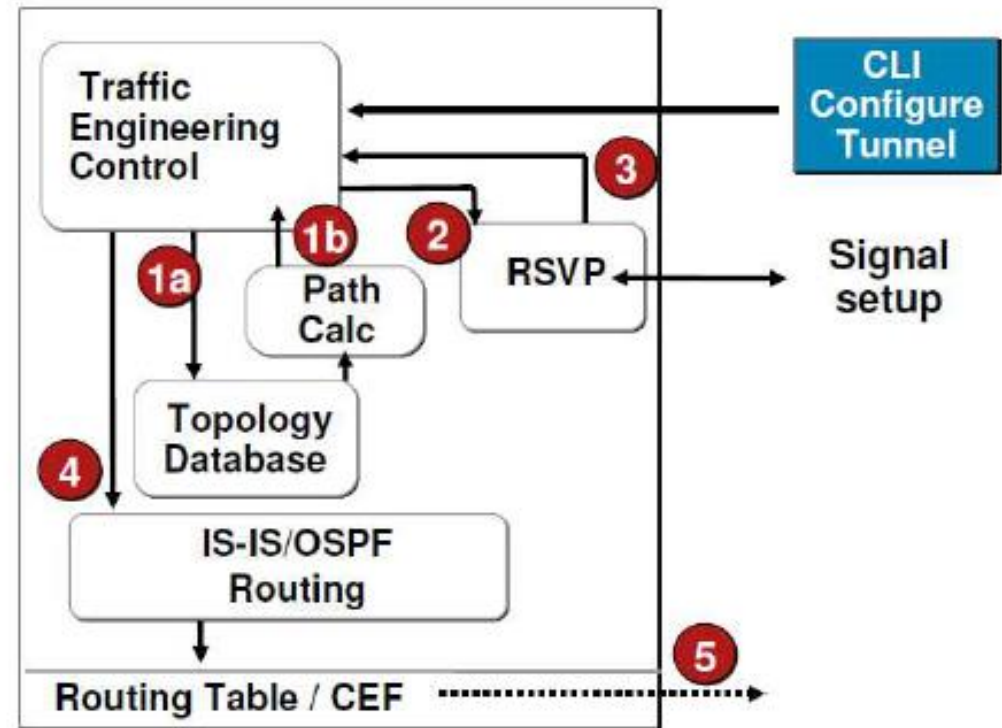 Traffic
Engineering
Control
CLI
Configure
Tunnel
3
1b
2
1a
RSVP
Signal
setup
Path
Calc
Topology
Database
4
IS-IS/OSPF
Routing
5
Routing Table / CEF